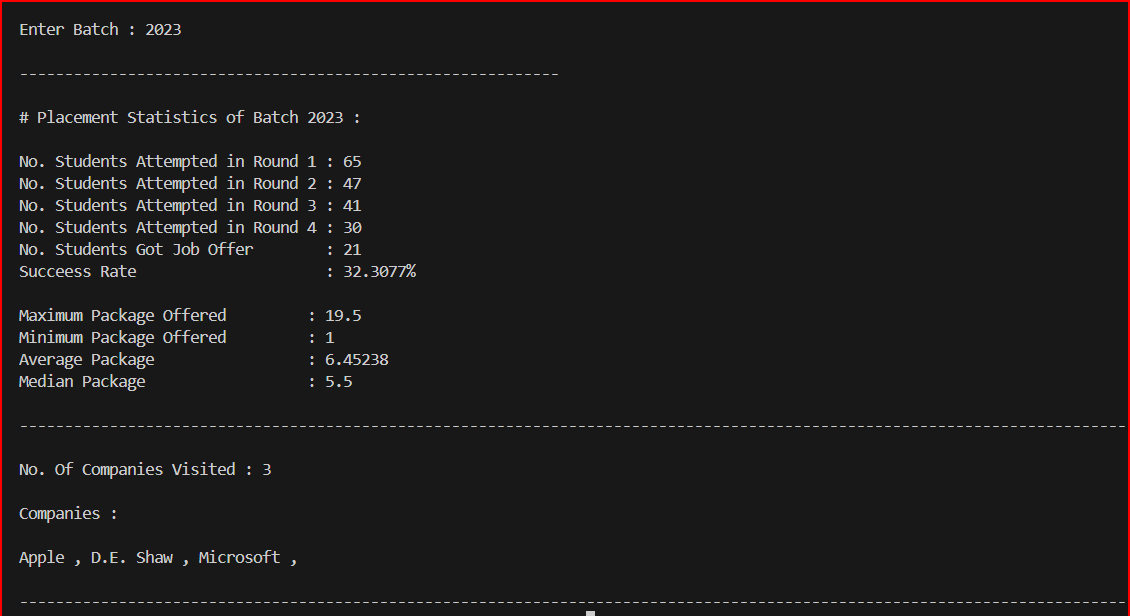 Enter Batch : 2023
------------------------------------------------------------
# Placement Statistics of Batch 2023 :
No. Students Attempted in Round 1 : 65
No. Students Attempted in Round 2 : 47
No. Students Attempted in Round 3 : 41
No. Students Attempted in Round 4 : 30
No. Students Got Job Offer        : 21
Succeess Rate                     : 32.3077%
Maximum Package Offered         : 19.5
Minimum Package Offered         : 1
Average Package                 : 6.45238
Median Package                  : 5.5
---------------------------------------------------------------------------------------------------------------------------
No. Of Companies Visited : 3
Companies :
Apple , D.E. Shaw , Microsoft ,
---------------------------------------------------------------------------------------------------------------------------